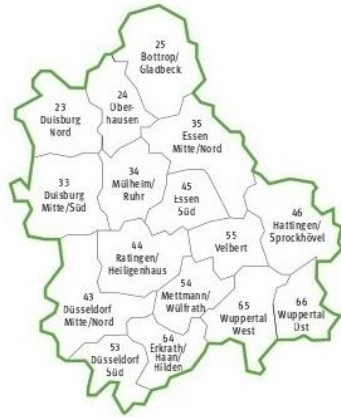 25
Bottrop/
Gladbeck
23
Duisburg
Nord
24
Ober-
hausen
35
Essen
Mitte/Nord
33
Duisburg
Mitte/Süd
34
Mülheim/
Ruhr
45
Essen
Süd
46
Hattingen/
Sprockhövel
44
Ratingen/
Heiligenhaus
55
Velbert
43
Düsseldorf
Mitte/Nord
54
Mettmann/
Wülfrath
65
Wuppertal
West
66
Wuppertal
Ost
53
Düsseldorf
Süd
64
Erkrath/
Haan/
Hilden